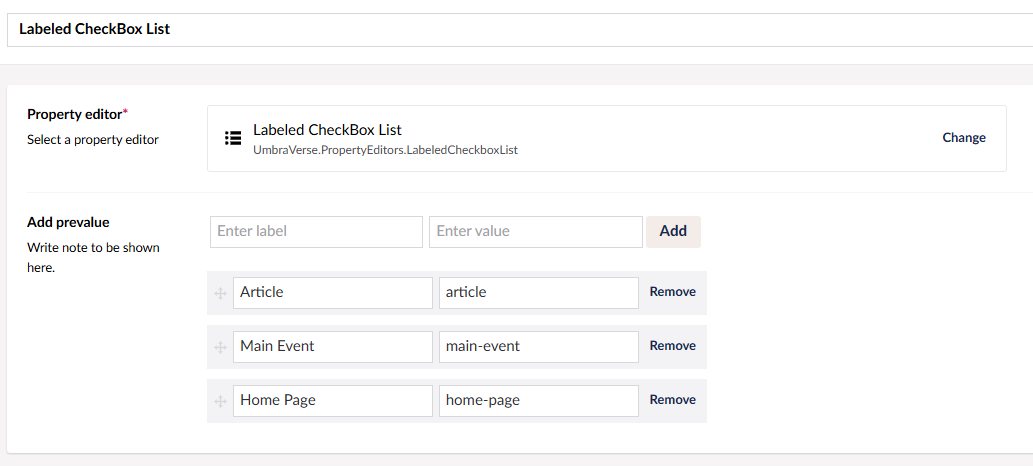 Labeled CheckBox List
Property editor*
Select a property editor
Labeled CheckBox List
UmbraVerse.PropertyEditors.LabeledCheckboxList
Change
Add prevalue
Write note to be shown
here.
Enter label Enter value Add
Article article Remove
Main Event main-event Remove
Home Page home-page Remove